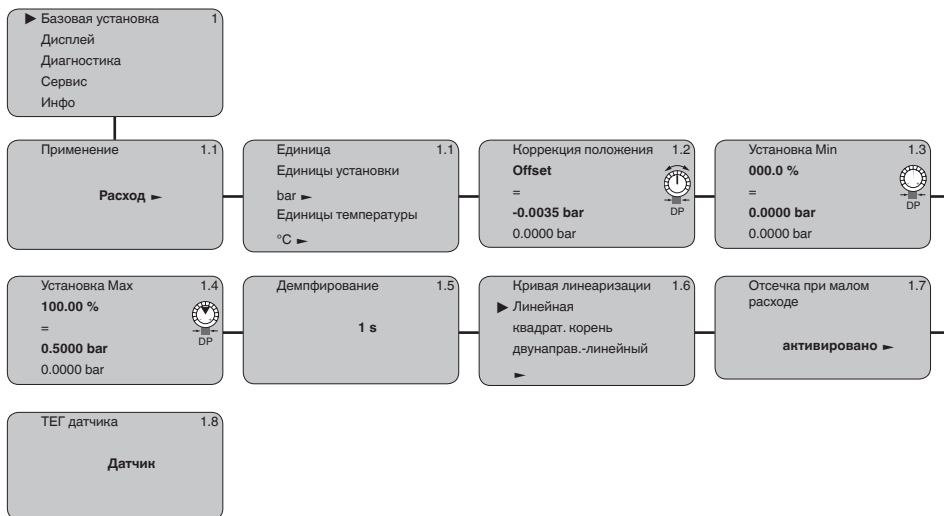 ▶ Базовая установка 1
Дисплей
Диагностика
Сервис
Инфо
Применение 1.1
Расход ►
Единица 1.1
Единицы установки
bar ►
Единицы температуры
°C ►
Коррекция положения 1.2
Offset
=
-0.0035 bar
0.0000 bar
DP
Установка Min 1.3
000.0 %
=
0.0000 bar
0.0000 bar
DP
Установка Max 1.4
100.00 %
=
0.5000 bar
0.0000 bar
DP
Демпфирование 1.5
1 s
Кривая линеаризации 1.6
▶ Линейная
квадрат. корень
двунаправ.-линейный
►
Отсечка при малом 1.7
расходе
активировано ►
ТЕГ датчика 1.8
Датчик